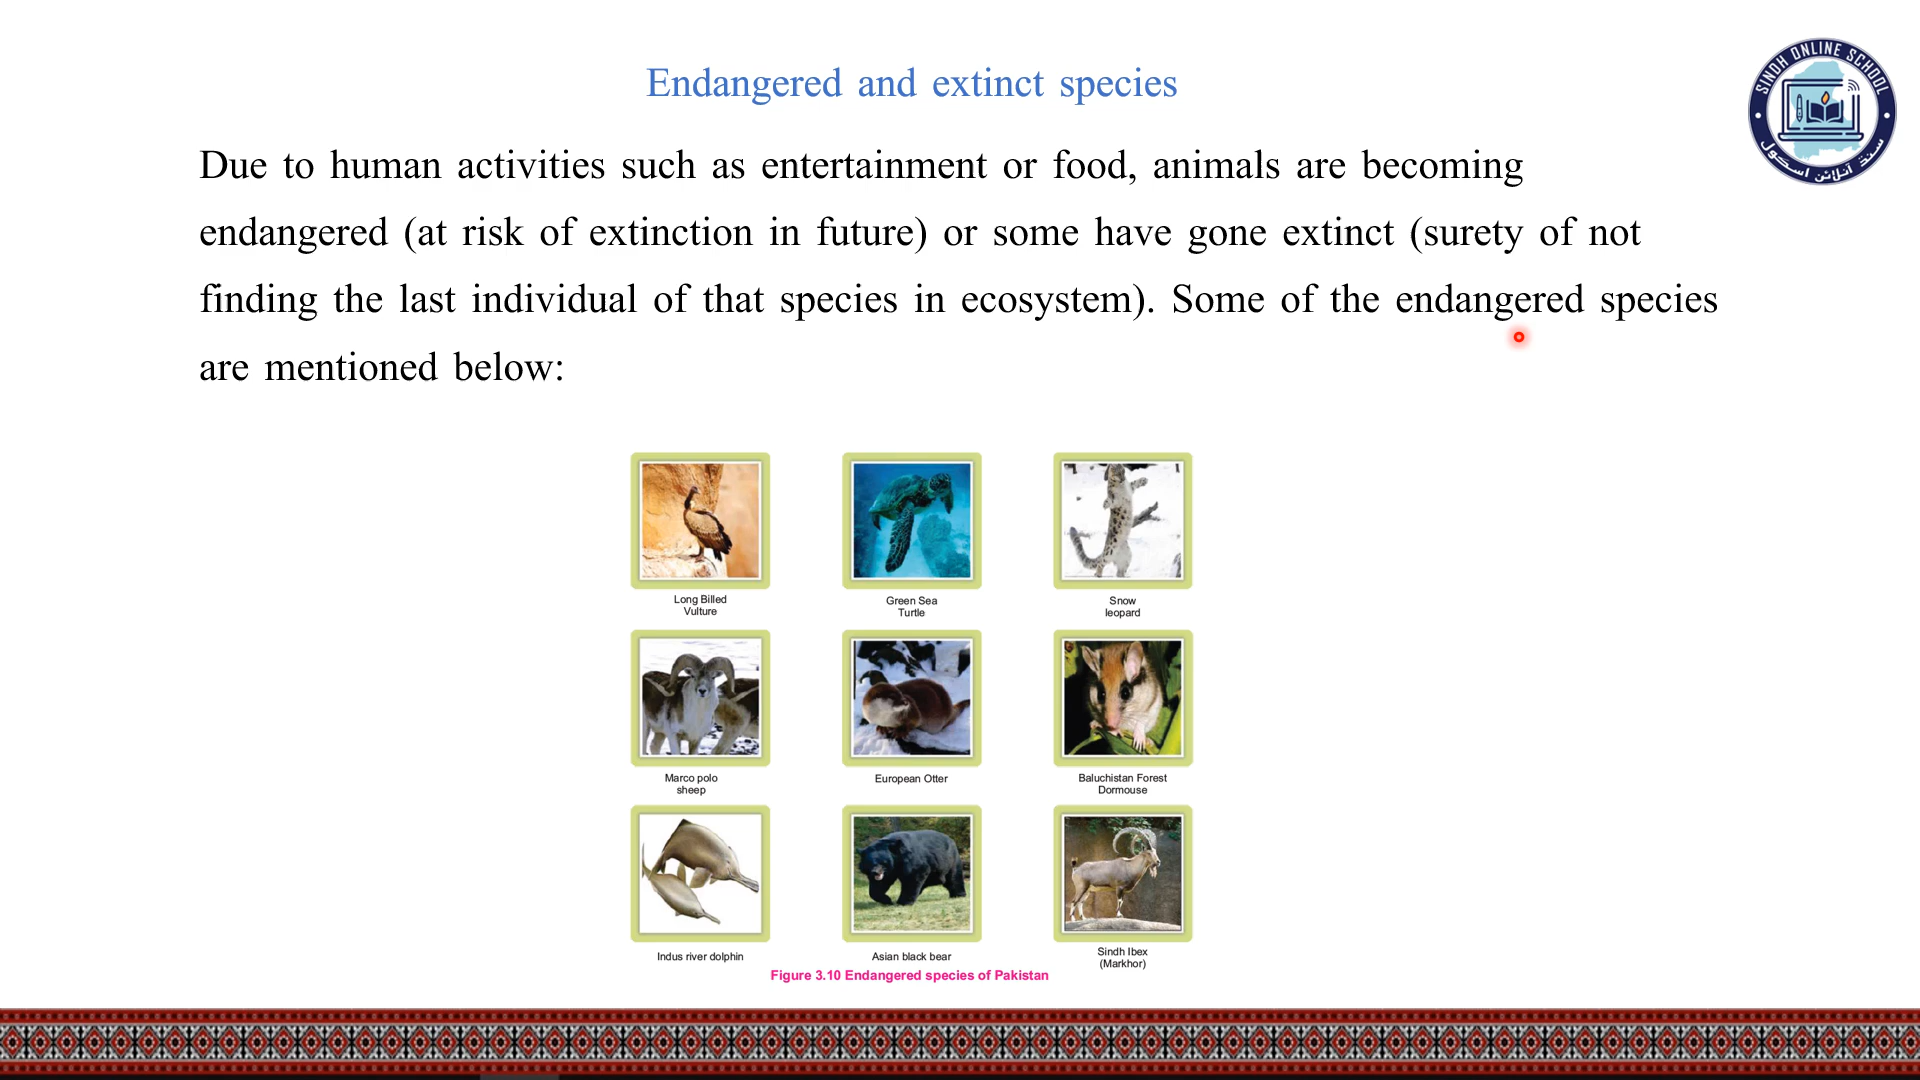 Endangered and extinct species
SINDH ONLINE SCHOOL
سنڌ آنلائن اسڪول
Due to human activities such as entertainment or food, animals are becoming
endangered (at risk of extinction in future) or some have gone extinct (surety of not
finding the last individual of that species in ecosystem). Some of the endangered species
are mentioned below:
Long Billed
Vulture
Green Sea
Turtle
Snow
leopard
Marco polo
sheep
European Otter
Baluchistan Forest
Dormouse
Indus river dolphin
Asian black bear
Sindh Ibex
(Markhor)
Figure 3.10 Endangered species of Pakistan